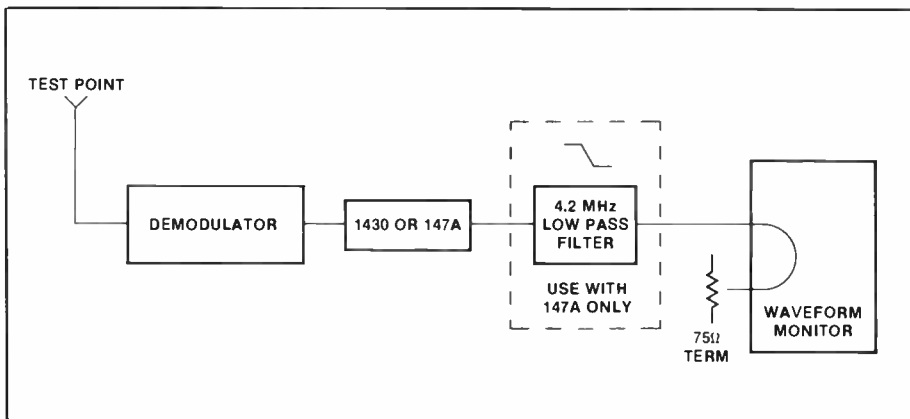 TEST POINT
DEMODULATOR
1430 OR 147A
4.2 MHz
LOW PASS
FILTER
USE WITH
147A ONLY
75Ω
TERM
WAVEFORM
MONITOR